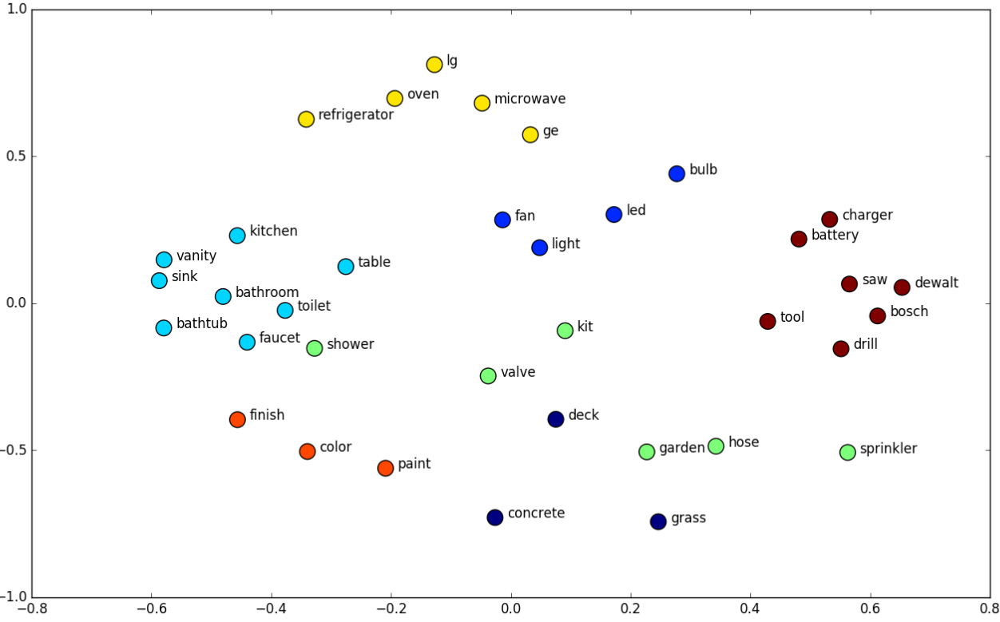 1.0
lg
oven
microwave
refrigerator
ge
0.5
bulb
fan
led
charger
kitchen
battery
light
vanity
table
sink
saw
dewalt
bathroom
0.0
toilet
bosch
tool
bathtub
kit
faucet
shower
drill
valve
finish
deck
hose
color
garden
sprinkler
−0.5
paint
concrete
grass
−1.0
−0.8 −0.6 −0.4 −0.2 0.0 0.2 0.4 0.6 0.8